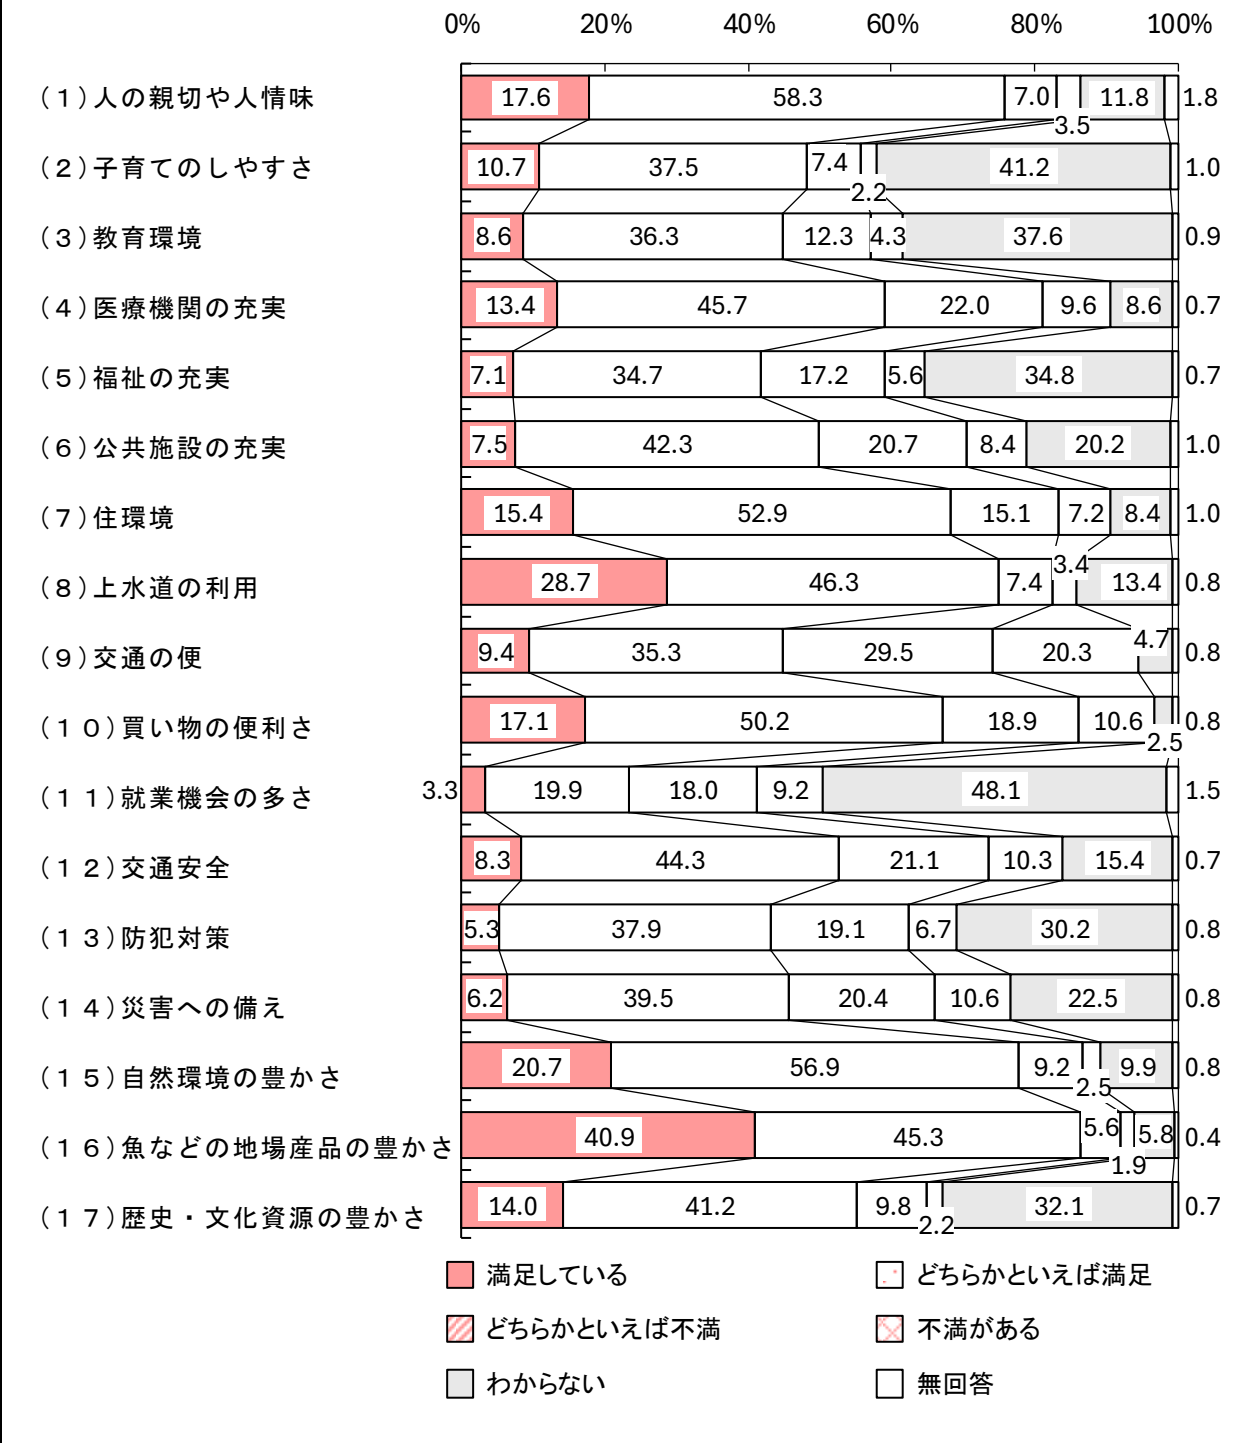 0% 20% 40% 60% 80% 100%
（１）人の親切や人情味 17.6 58.3 7.0 3.5 11.8 1.8
（２）子育てのしやすさ 10.7 37.5 7.4 2.2 41.2 1.0
（３）教育環境 8.6 36.3 12.3 4.3 37.6 0.9
（４）医療機関の充実 13.4 45.7 22.0 9.6 8.6 0.7
（５）福祉の充実 7.1 34.7 17.2 5.6 34.8 0.7
（６）公共施設の充実 7.5 42.3 20.7 8.4 20.2 1.0
（７）住環境 15.4 52.9 15.1 7.2 8.4 1.0
（８）上水道の利用 28.7 46.3 7.4 3.4 13.4 0.8
（９）交通の便 9.4 35.3 29.5 20.3 4.7 0.8
（１０）買い物の便利さ 17.1 50.2 18.9 10.6 2.5 0.8
（１１）就業機会の多さ 3.3 19.9 18.0 9.2 48.1 1.5
（１２）交通安全 8.3 44.3 21.1 10.3 15.4 0.7
（１３）防犯対策 5.3 37.9 19.1 6.7 30.2 0.8
（１４）災害への備え 6.2 39.5 20.4 10.6 22.5 0.8
（１５）自然環境の豊かさ 20.7 56.9 9.2 2.5 9.9 0.8
（１６）魚などの地場産品の豊かさ 40.9 45.3 5.6 1.9 5.8 0.4
（１７）歴史・文化資源の豊かさ 14.0 41.2 9.8 2.2 32.1 0.7
満足している どちらかといえば満足
どちらかといえば不満 不満がある
わからない 無回答